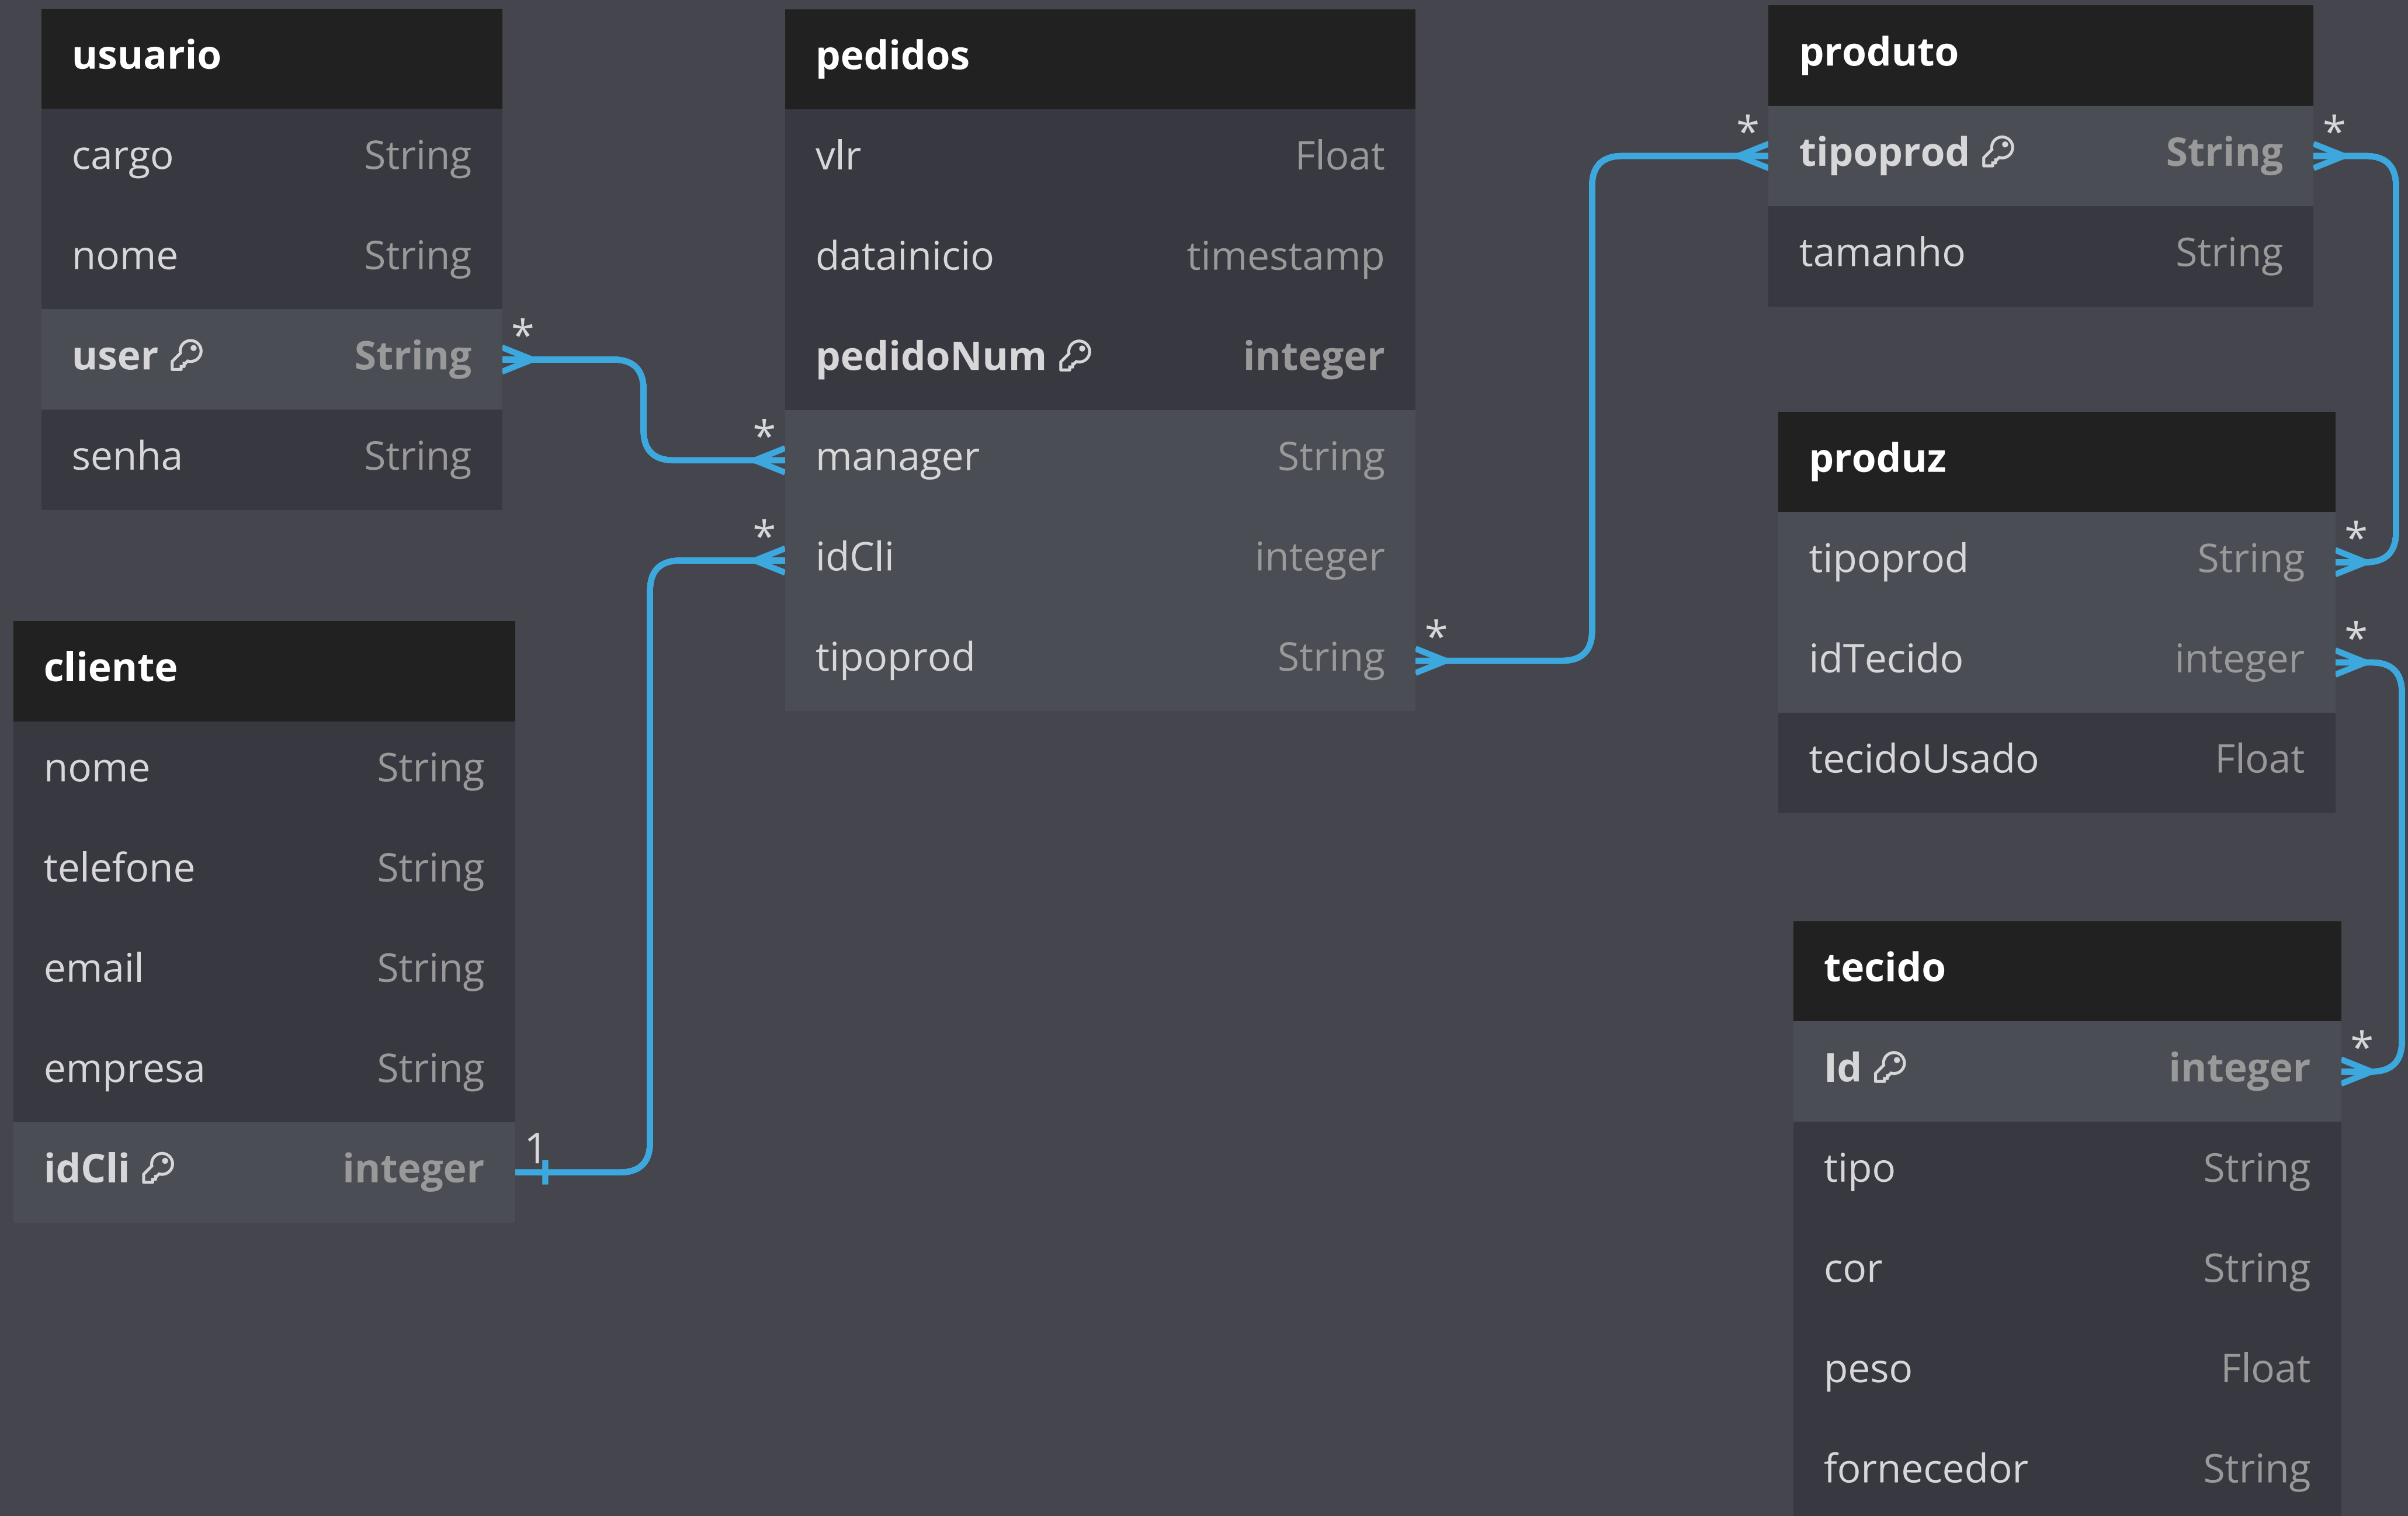 usuario
cargo String
nome String
user String
senha String
*
pedidos
vlr Float
datainicio timestamp
pedidoNum integer
* manager String
* idCli integer
tipoprod String *
cliente
nome String
telefone String
email String
empresa String
idCli integer 1
produto
* tipoprod String *
tamanho String
produz
tipoprod String *
idTecido integer *
tecidoUsado Float
tecido
Id integer *
tipo String
cor String
peso Float
fornecedor String